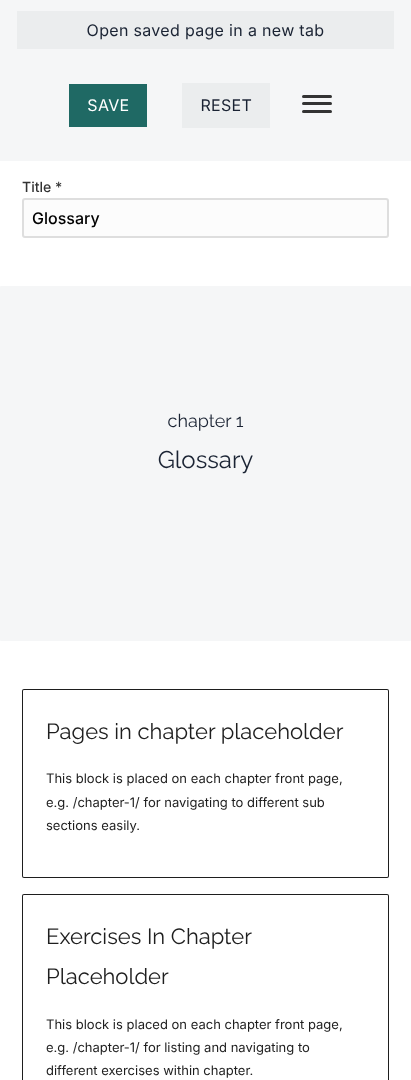 Open saved page in a new tab
SAVE
RESET
Title *
Glossary
chapter 1
Glossary
Pages in chapter placeholder
This block is placed on each chapter front page,
e.g. /chapter-1/ for navigating to different sub
sections easily.
Exercises In Chapter
Placeholder
This block is placed on each chapter front page,
e.g. /chapter-1/ for listing and navigating to
different exercises within chapter.